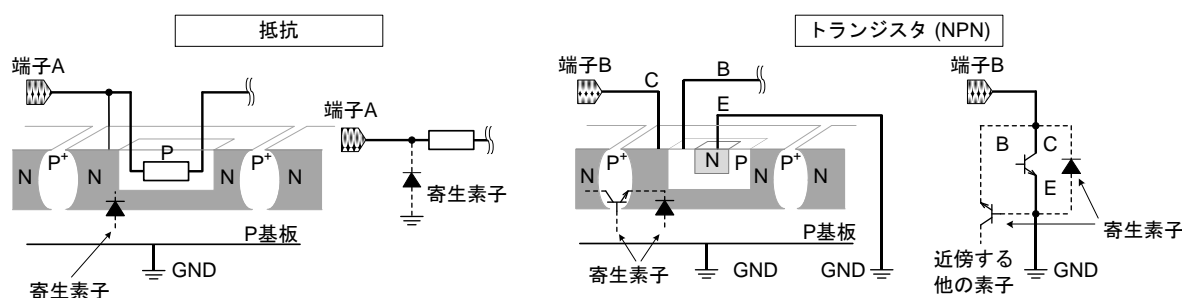 抵抗
トランジスタ (NPN)
端子A
端子A
P
N
P+
N
P+
N
N
寄生素子
P基板
GND
寄生素子
端子B
C
B
E
N
P+
N
N
P
P+
N
N
P基板
寄生素子
GND
GND
端子B
B
C
E
寄生素子
近傍する
他の素子
GND